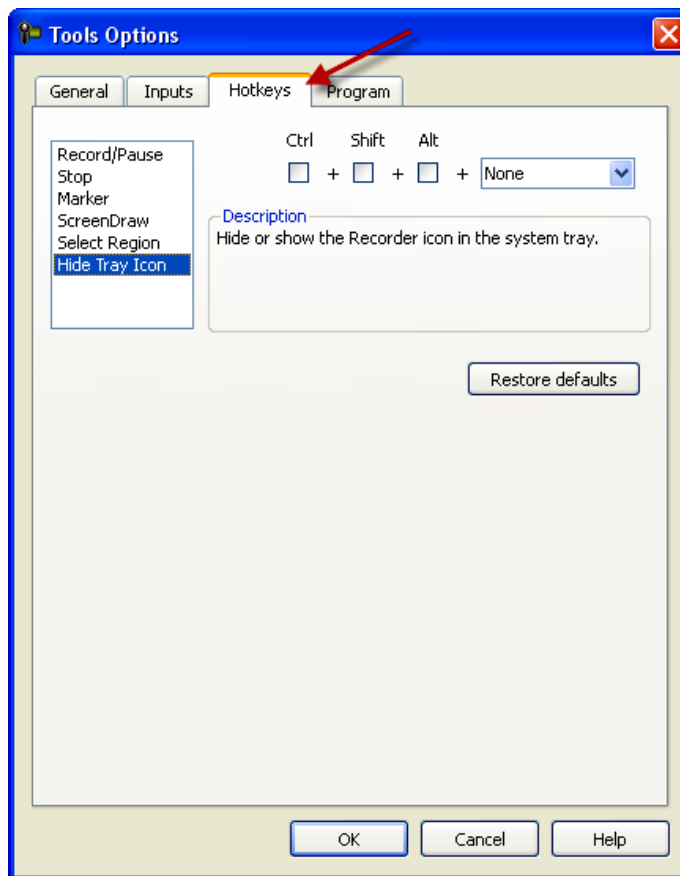 Tools Options
General Inputs Hotkeys Program
Ctrl Shift Alt
+ + + None
Record/Pause
Stop
Marker
ScreenDraw
Select Region
Hide Tray Icon
Description
Hide or show the Recorder icon in the system tray.
Restore defaults
OK Cancel Help